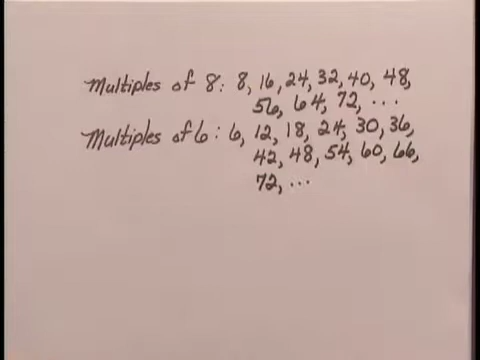 Multiples of 8: 8, 16, 24, 32, 40, 48,
56, 64, 72, ...
Multiples of 6: 6, 12, 18, 24, 30, 36,
42, 48, 54, 60, 66,
72, ...